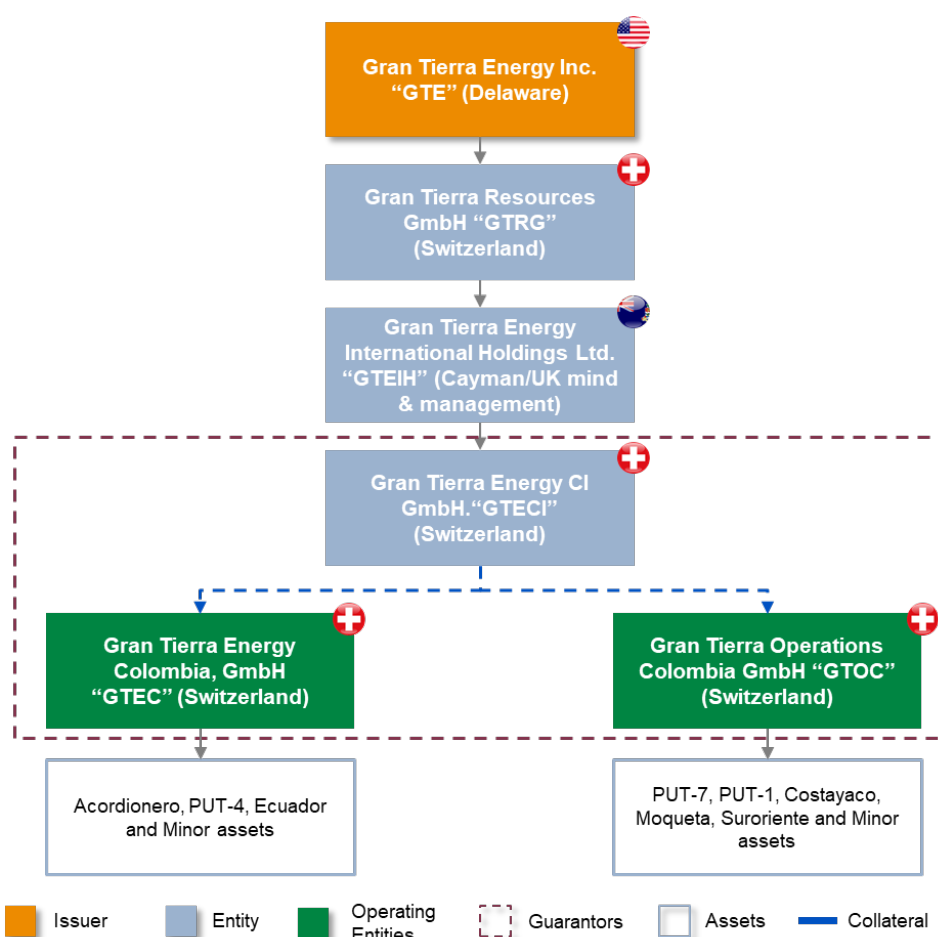 Gran Tierra Energy Inc.
“GTE” (Delaware)
Gran Tierra Resources
GmbH “GTRG”
(Switzerland)
Gran Tierra Energy
International Holdings Ltd.
“GTEIH” (Cayman/UK mind
& management)
Gran Tierra Energy CI
GmbH.“GTECI”
(Switzerland)
Gran Tierra Energy
Colombia, GmbH
“GTEC” (Switzerland)
Gran Tierra Operations
Colombia GmbH “GTOC”
(Switzerland)
Acordionero, PUT-4, Ecuador
and Minor assets
PUT-7, PUT-1, Costayaco,
Moqueta, Suroriente and Minor
assets
Issuer
Entity
Operating
Entities
Guarantors
Assets
Collateral